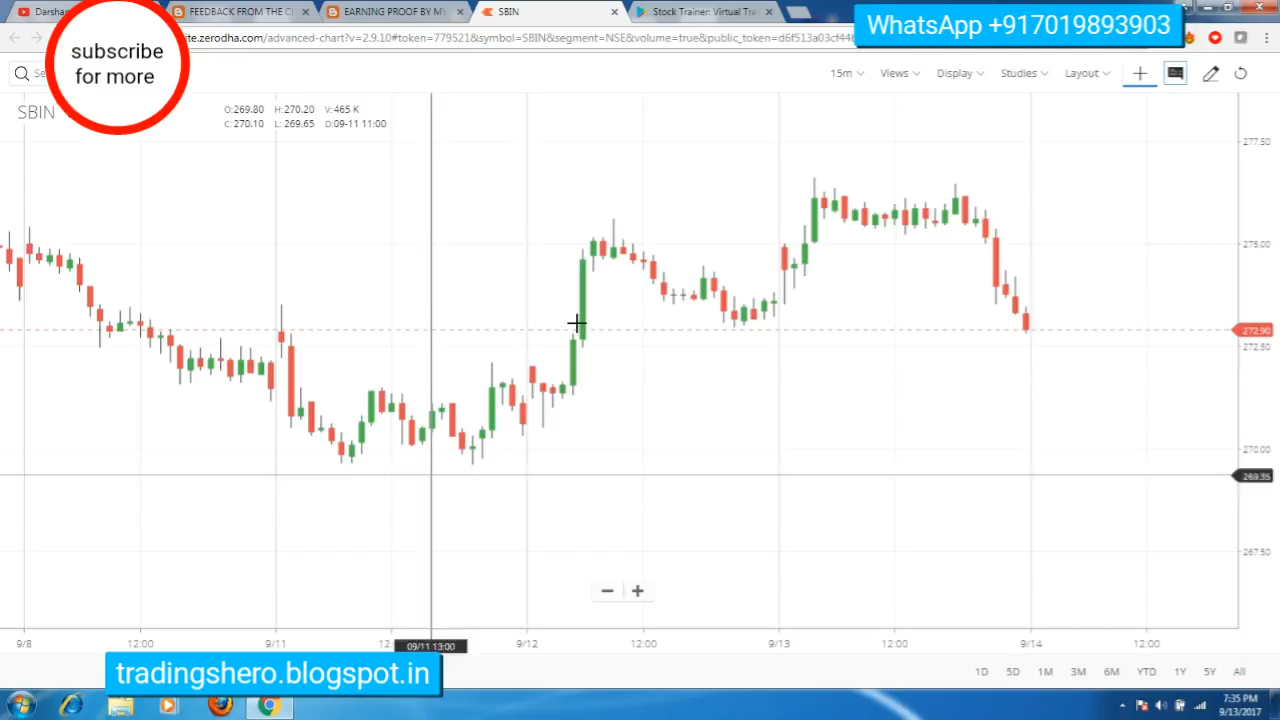 Darshan
FEEDBACK FROM THE C
EARNING PROOF BY MY
SBIN
Stock Trainer: Virtual Tra
WhatsApp +917019893903
ite.zerodha.com/advanced-chart?v=2.9.10#token=779521&symbol=SBIN&segment=NSE&volume=true&public_token=d6f513a03cf44
subscribe
for more
15m
Views
Display
Studies
Layout
SBIN
O:269.80 H:270.20 V:465 K
C:270.10 L:269.65 D:09-11 11:00
277.50
275.00
272.90
272.50
270.00
269.35
267.50
9/8
12:00
9/11
12:
09/11 13:00
9/12
12:00
9/13
12:00
9/14
12:00
tradingshero.blogspot.in
1D 5D 1M 3M 6M YTD 1Y 5Y All
7:35 PM
9/13/2017